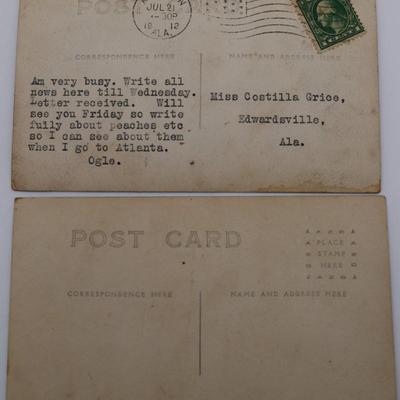 POST
N
JUL 21
-30P
19 12
ALA.
CORRESPONDENCE HERE
NAME AND ADDRESS HERE
Am very busy. Write all
news here till Wednesday.
Letter received. Will
see you Friday so write
fully about peaches etc
so I can see about them
when I go to Atlanta.
Ogle.
Miss Costilla Grice,
Edwardsville,
Ala.
POST CARD
PLACE
STAMP
HERE
CORRESPONDENCE HERE
NAME AND ADDRESS HERE